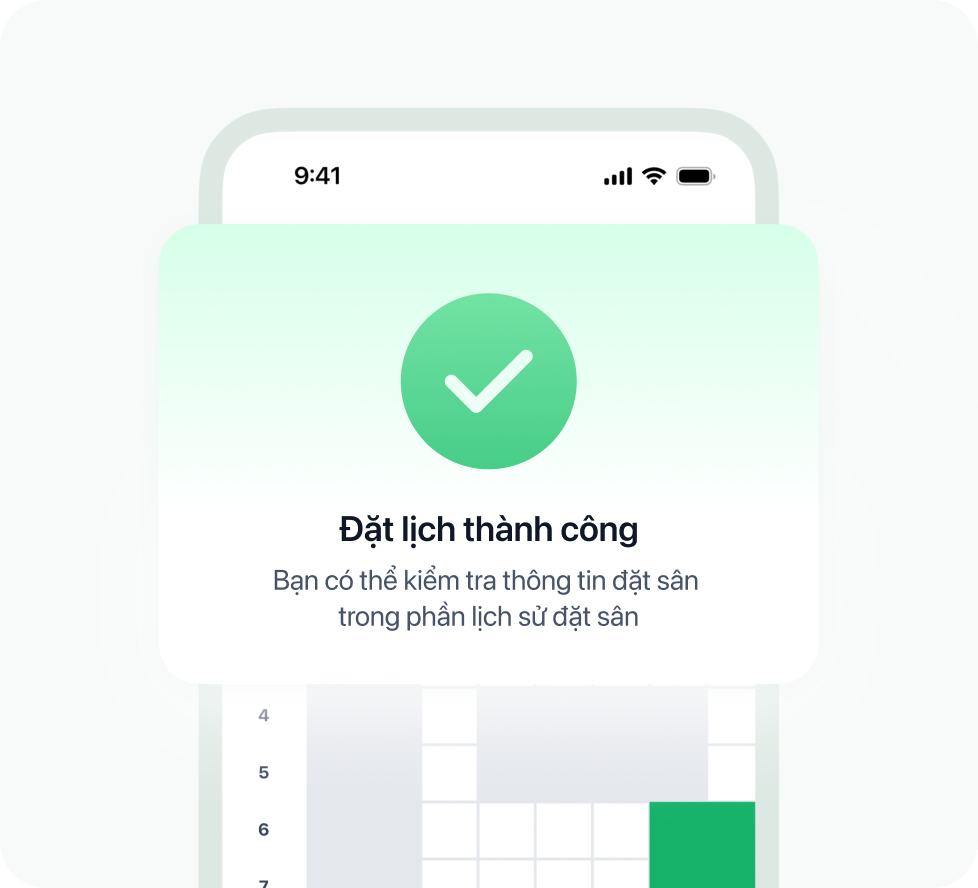 9:41
Đặt lịch thành công
Bạn có thể kiểm tra thông tin đặt sân
trong phần lịch sử đặt sân
4
5
6
7